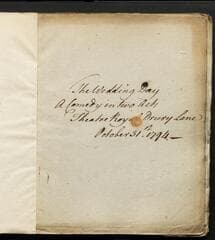 The Wedding Day
A Comedy in two Acts
Theatre Royal Drury Lane
October 31st. 1794—